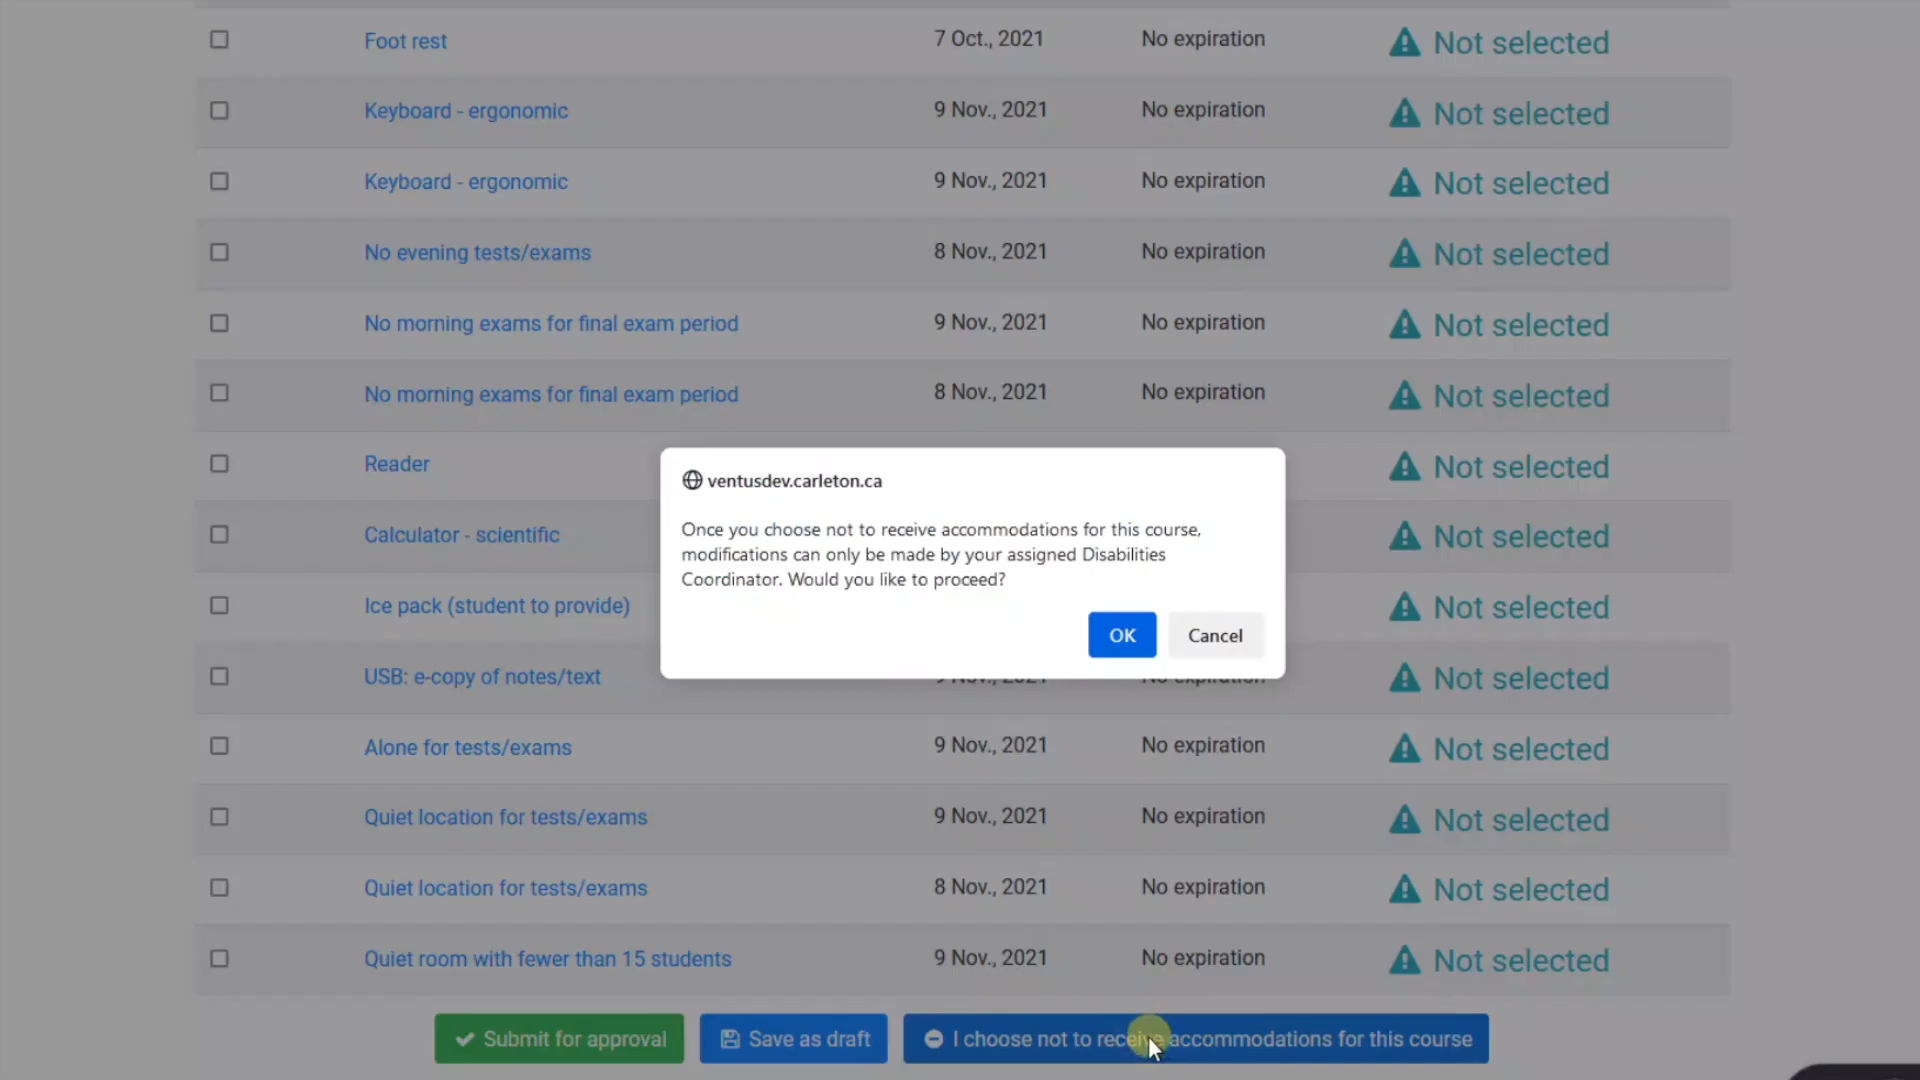 Foot rest 7 Oct., 2021 No expiration Not selected
Keyboard - ergonomic 9 Nov., 2021 No expiration Not selected
Keyboard - ergonomic 9 Nov., 2021 No expiration Not selected
No evening tests/exams 8 Nov., 2021 No expiration Not selected
No morning exams for final exam period 9 Nov., 2021 No expiration Not selected
No morning exams for final exam period 8 Nov., 2021 No expiration Not selected
Reader Not selected
Calculator - scientific Not selected
Ice pack (student to provide) Not selected
USB: e-copy of notes/text 9 Nov., 2021 No expiration Not selected
Alone for tests/exams 9 Nov., 2021 No expiration Not selected
Quiet location for tests/exams 9 Nov., 2021 No expiration Not selected
Quiet location for tests/exams 8 Nov., 2021 No expiration Not selected
Quiet room with fewer than 15 students 9 Nov., 2021 No expiration Not selected
ventusdev.carleton.ca
Once you choose not to receive accommodations for this course,
modifications can only be made by your assigned Disabilities
Coordinator. Would you like to proceed?
OK Cancel
Submit for approval Save as draft I choose not to receive accommodations for this course